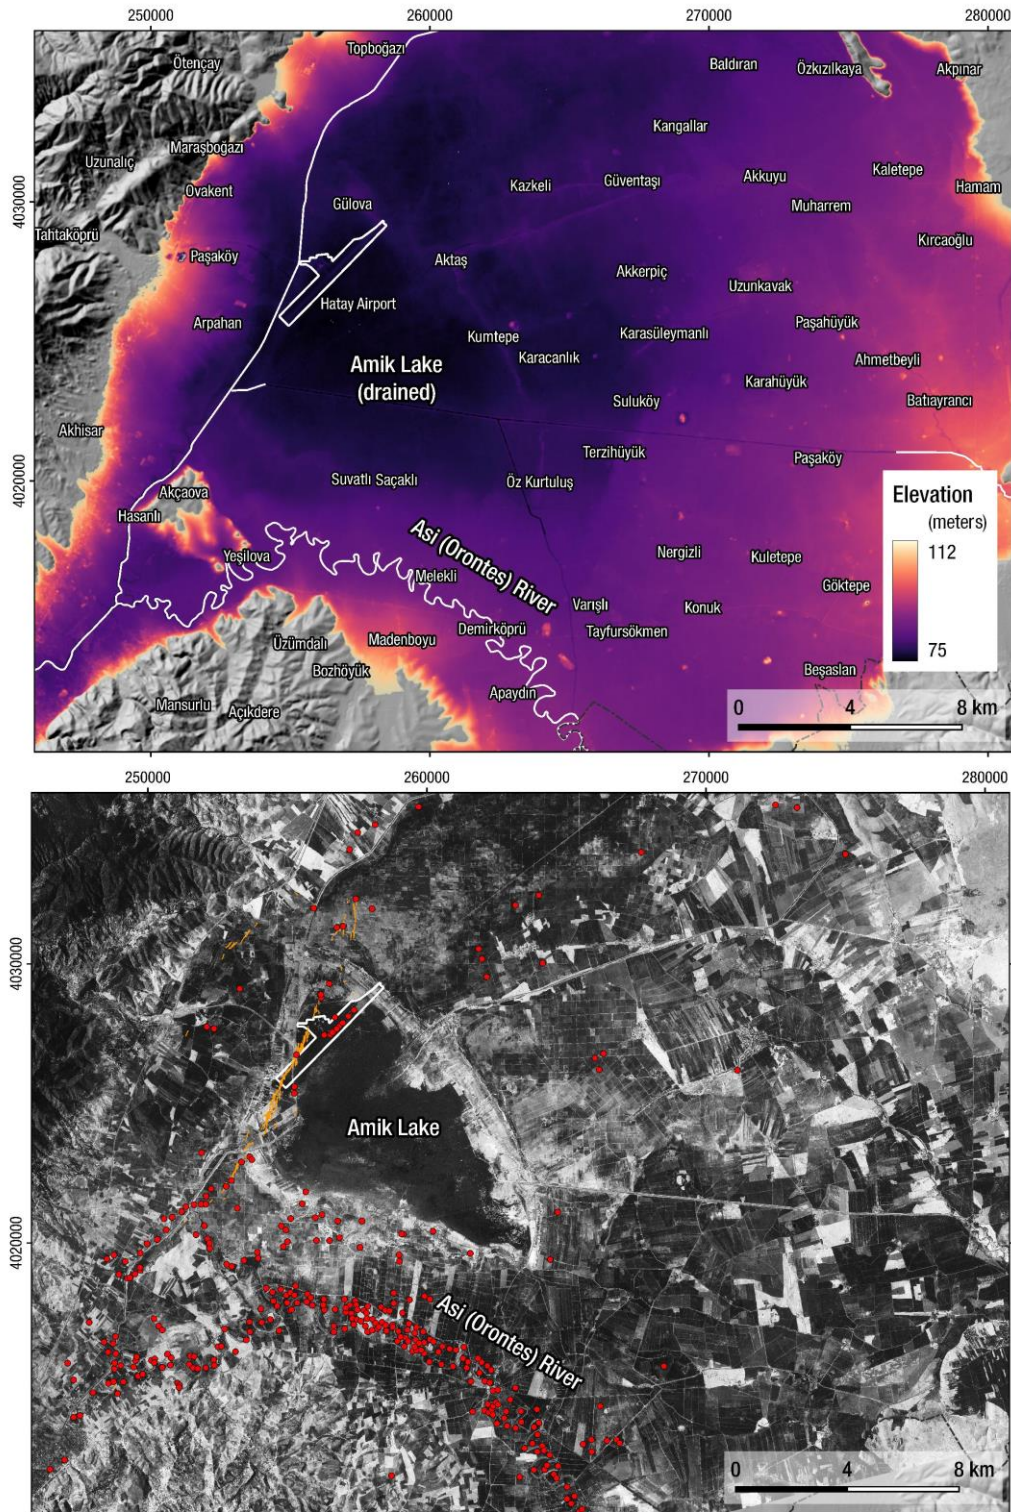 250000
260000
270000
280000
Topboğazı
Ötençay
Baldıran
Özkızılkaya
Akpınar
Kangallar
Maraşboğazı
Uzunalıç
Ovakent
Kazkeli
Güventaşı
Akkuyu
Kaletepe
Hamam
4030000
Gülova
Muharrem
Tahtaköprü
Kırcaoğlu
Paşaköy
Aktaş
Akkerpiç
Uzunkavak
Hatay Airport
Arpahan
Kumtepe
Karasüleymanlı
Paşahüyük
Karacanlık
Ahmetbeyli
Amik Lake
(drained)
Karahüyük
Suluköy
Batıayrancı
Akhisar
Terzihüyük
Paşaköy
4020000
Suvatlı Saçaklı
Öz Kurtuluş
Akçaova
Hasanlı
Elevation
(meters)
112
75
Asi (Orontes) River
Yeşilova
Melekli
Nergizli
Kuletepe
Göktepe
Varışlı
Konuk
Demirköprü
Tayfursökmen
Üzümdalı
Madenboyu
Bozhöyük
Beşaslan
Mansurlu
Açıkdere
Apaydın
0 4 8 km
250000
260000
270000
280000
4030000
Amik Lake
4020000
Asi (Orontes) River
0 4 8 km